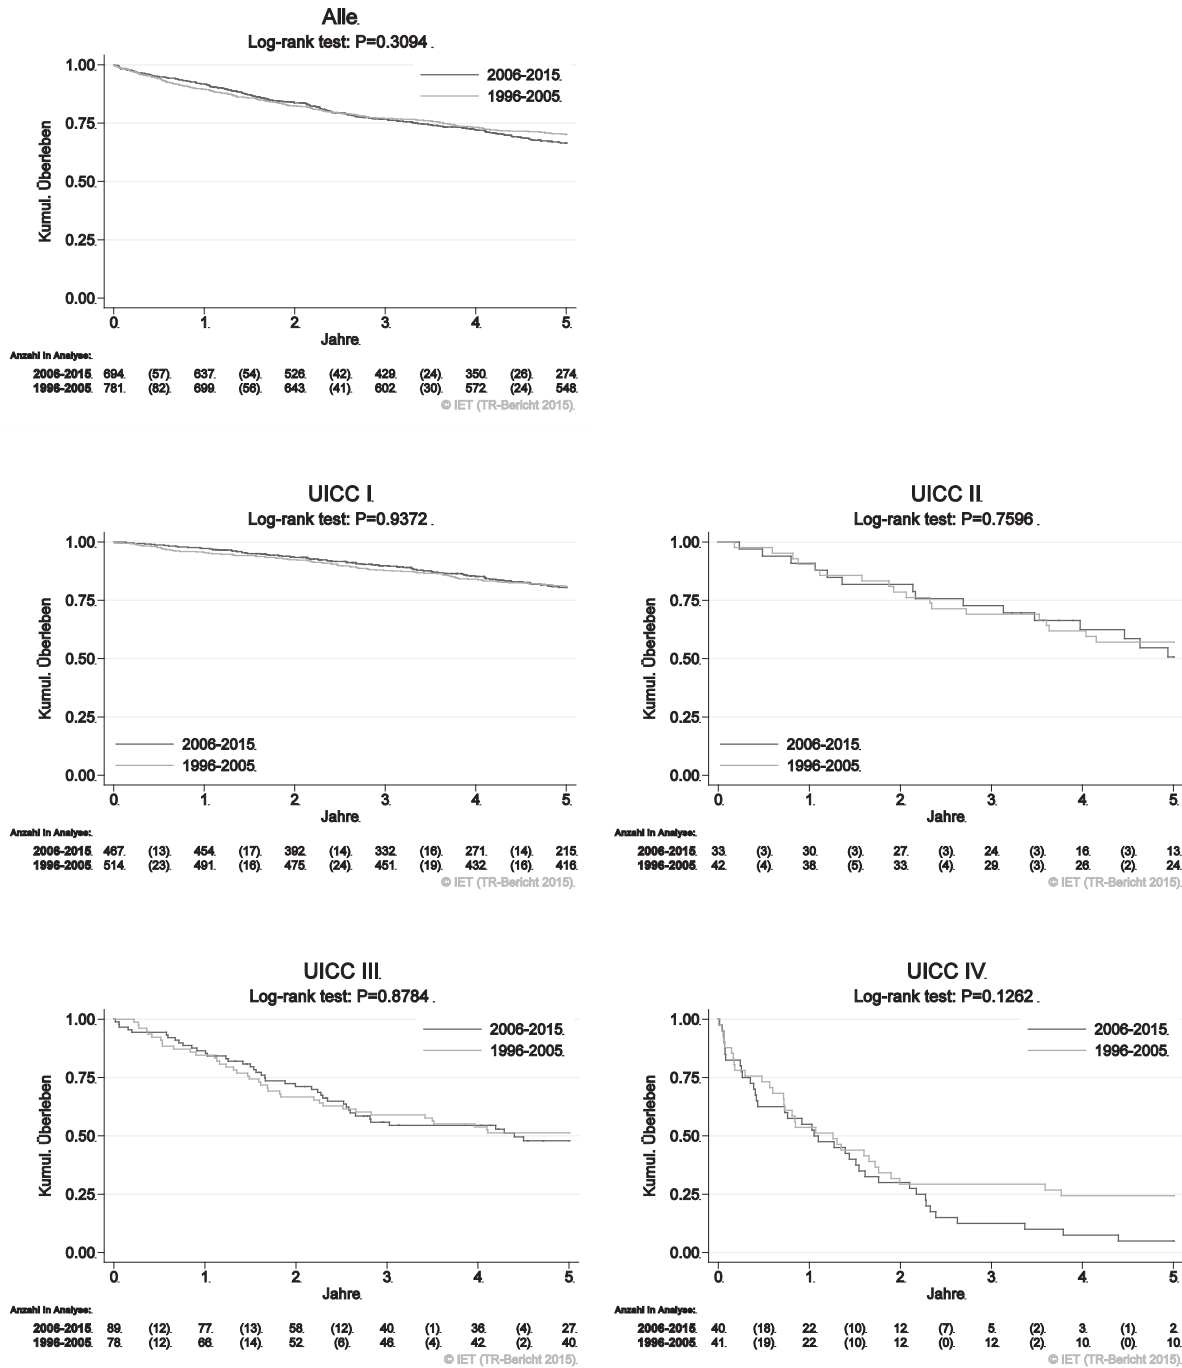 Alle.
Log-rank test: P=0.3094 .
1.00
0.75
0.50
0.25
0.00
Kumul. Überleben
2006-2015.
1996-2005.
0. 1. 2. 3. 4. 5.
Jahre.
Anzahl in Analyse:.
2006-2015. 694. (57). 637. (54). 526. (42). 429. (24). 350. (26). 274.
1996-2005. 781. (82). 699. (56). 643. (41). 602. (30). 572. (24). 548.
© IET (TR-Bericht 2015).
UICC I.
Log-rank test: P=0.9372 .
1.00
0.75
0.50
0.25
0.00
Kumul. Überleben
2006-2015.
1996-2005.
0. 1. 2. 3. 4. 5.
Jahre.
Anzahl in Analyse:.
2006-2015. 467. (13). 454. (17). 392. (14). 332. (16). 271. (14). 215.
1996-2005. 514. (23). 491. (16). 475. (24). 451. (19). 432. (16). 416.
© IET (TR-Bericht 2015).
UICC II.
Log-rank test: P=0.7596 .
1.00
0.75
0.50
0.25
0.00
Kumul. Überleben
2006-2015.
1996-2005.
0. 1. 2. 3. 4. 5.
Jahre.
Anzahl in Analyse:.
2006-2015. 33. (3). 30. (3). 27. (3). 24. (3). 16. (3). 13.
1996-2005. 42. (4). 38. (5). 33. (4). 29. (3). 26. (2). 24.
© IET (TR-Bericht 2015).
UICC III.
Log-rank test: P=0.8784 .
1.00
0.75
0.50
0.25
0.00
Kumul. Überleben
2006-2015.
1996-2005.
0. 1. 2. 3. 4. 5.
Jahre.
Anzahl in Analyse:.
2006-2015. 89. (12). 77. (13). 58. (12). 40. (1). 36. (4). 27.
1996-2005. 78. (12). 66. (14). 52. (6). 46. (4). 42. (2). 40.
© IET (TR-Bericht 2015).
UICC IV.
Log-rank test: P=0.1262 .
1.00
0.75
0.50
0.25
0.00
Kumul. Überleben
2006-2015.
1996-2005.
0. 1. 2. 3. 4. 5.
Jahre.
Anzahl in Analyse:.
2006-2015. 40. (18). 22. (10). 12. (7). 5. (2). 3. (1). 2.
1996-2005. 41. (19). 22. (10). 12. (0). 12. (2). 10. (0). 10.
© IET (TR-Bericht 2015).